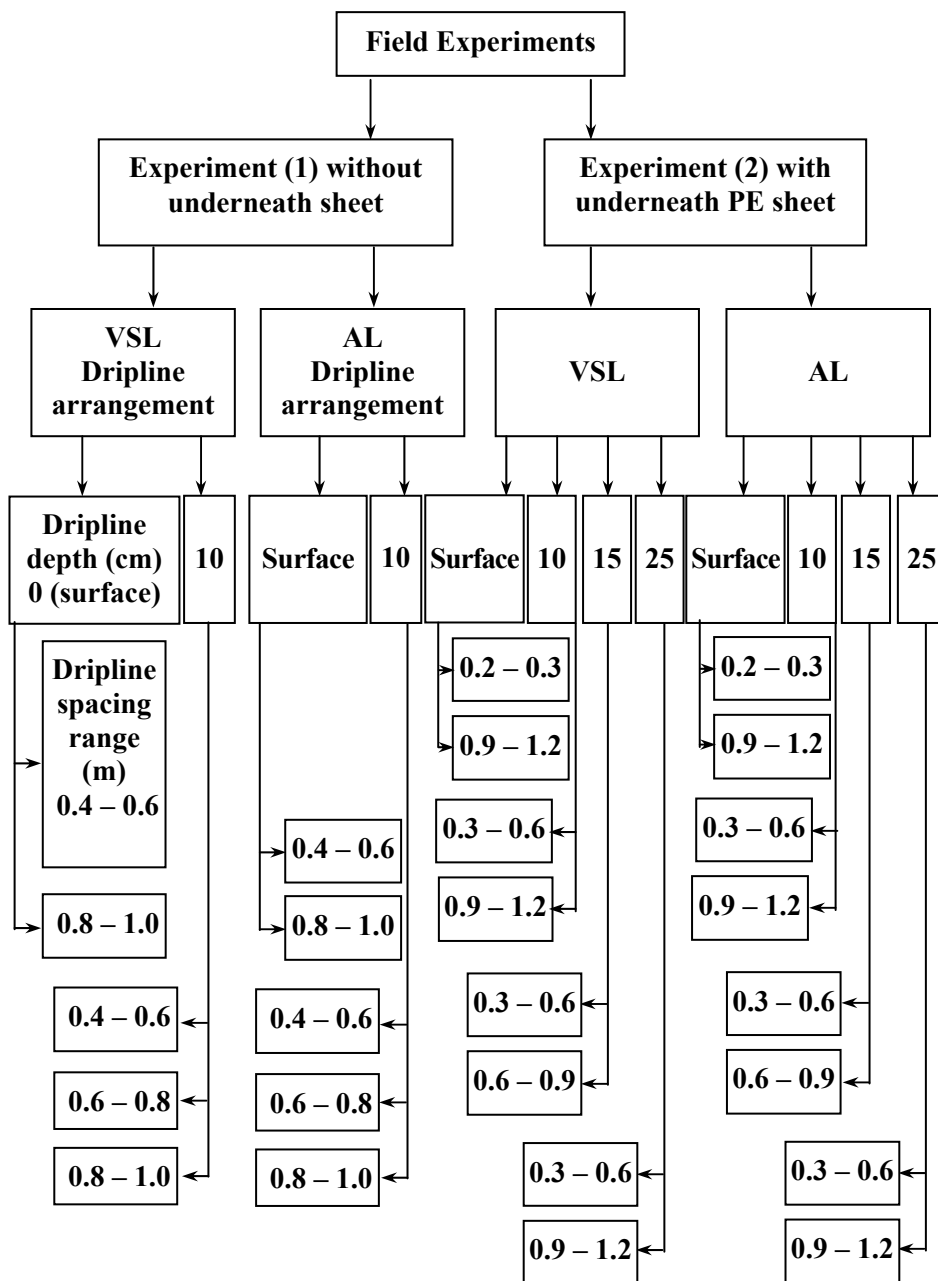 Field Experiments
Experiment (1) without
underneath sheet
Experiment (2) with
underneath PE sheet
VSL
Dripline
arrangement
AL
Dripline
arrangement
VSL
AL
Dripline
depth (cm)
0 (surface)
10
Surface
10
Surface
10
15
25
Surface
10
15
25
Dripline
spacing
range
(m)
0.4 – 0.6
0.8 – 1.0
0.4 – 0.6
0.6 – 0.8
0.8 – 1.0
0.4 – 0.6
0.8 – 1.0
0.4 – 0.6
0.6 – 0.8
0.8 – 1.0
0.2 – 0.3
0.9 – 1.2
0.3 – 0.6
0.9 – 1.2
0.3 – 0.6
0.6 – 0.9
0.3 – 0.6
0.9 – 1.2
0.2 – 0.3
0.9 – 1.2
0.3 – 0.6
0.9 – 1.2
0.3 – 0.6
0.6 – 0.9
0.3 – 0.6
0.9 – 1.2